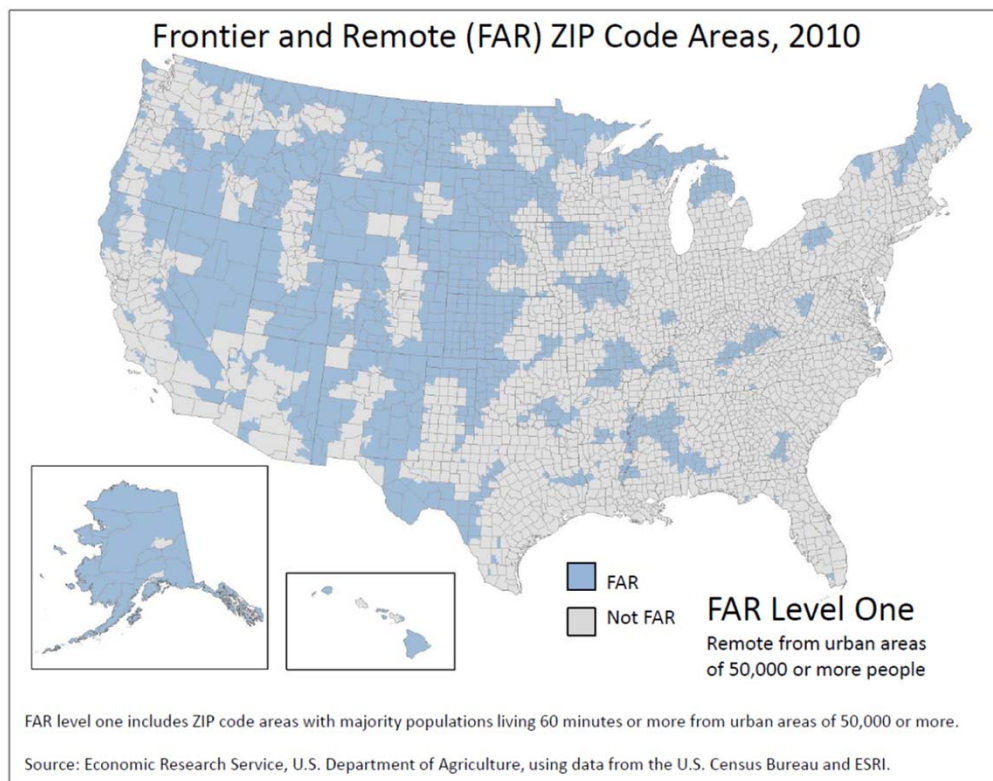 Frontier and Remote (FAR) ZIP Code Areas, 2010
FAR
Not FAR
FAR Level One
Remote from urban areas
of 50,000 or more people
FAR level one includes ZIP code areas with majority populations living 60 minutes or more from urban areas of 50,000 or more.
Source: Economic Research Service, U.S. Department of Agriculture, using data from the U.S. Census Bureau and ESRI.